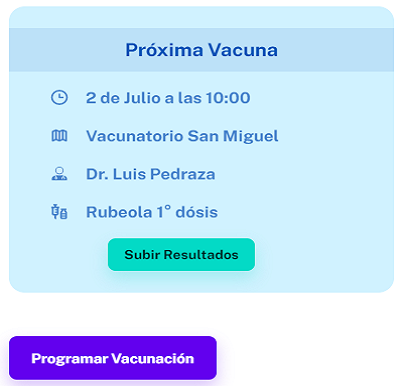 Próxima Vacuna
2 de Julio a las 10:00
Vacunatorio San Miguel
Dr. Luis Pedraza
Rubeola 1° dósis
Subir Resultados
Programar Vacunación